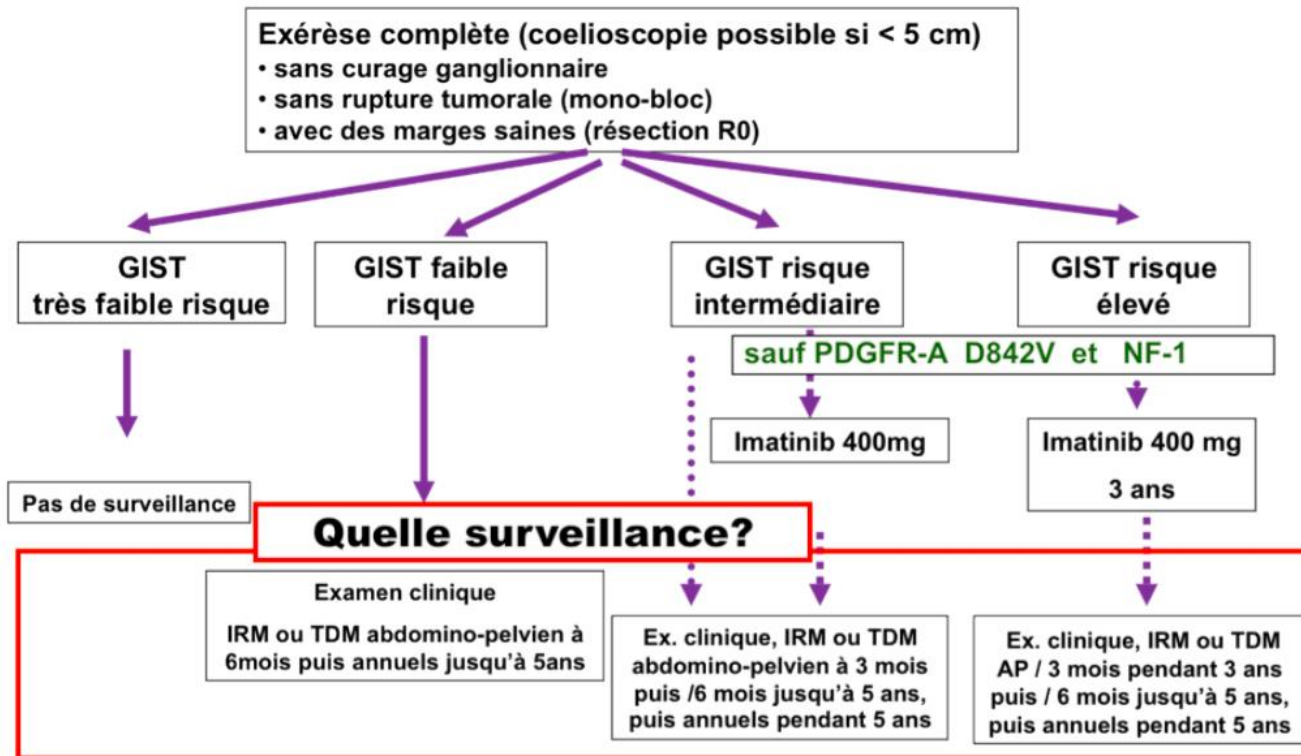 Exérèse complète (coelioscopie possible si < 5 cm)
• sans curage ganglionnaire
• sans rupture tumorale (mono-bloc)
• avec des marges saines (résection R0)
GIST
très faible risque
GIST faible
risque
GIST risque
intermédiaire
GIST risque
élevé
sauf PDGFR-A D842V et NF-1
Imatinib 400mg
Imatinib 400 mg
3 ans
Pas de surveillance
Quelle surveillance?
Examen clinique
IRM ou TDM abdomino-pelvien à
6mois puis annuels jusqu'à 5ans
Ex. clinique, IRM ou TDM
abdomino-pelvien à 3 mois
puis /6 mois jusqu'à 5 ans,
puis annuels pendant 5 ans
Ex. clinique, IRM ou TDM
AP / 3 mois pendant 3 ans
puis / 6 mois jusqu'à 5 ans,
puis annuels pendant 5 ans